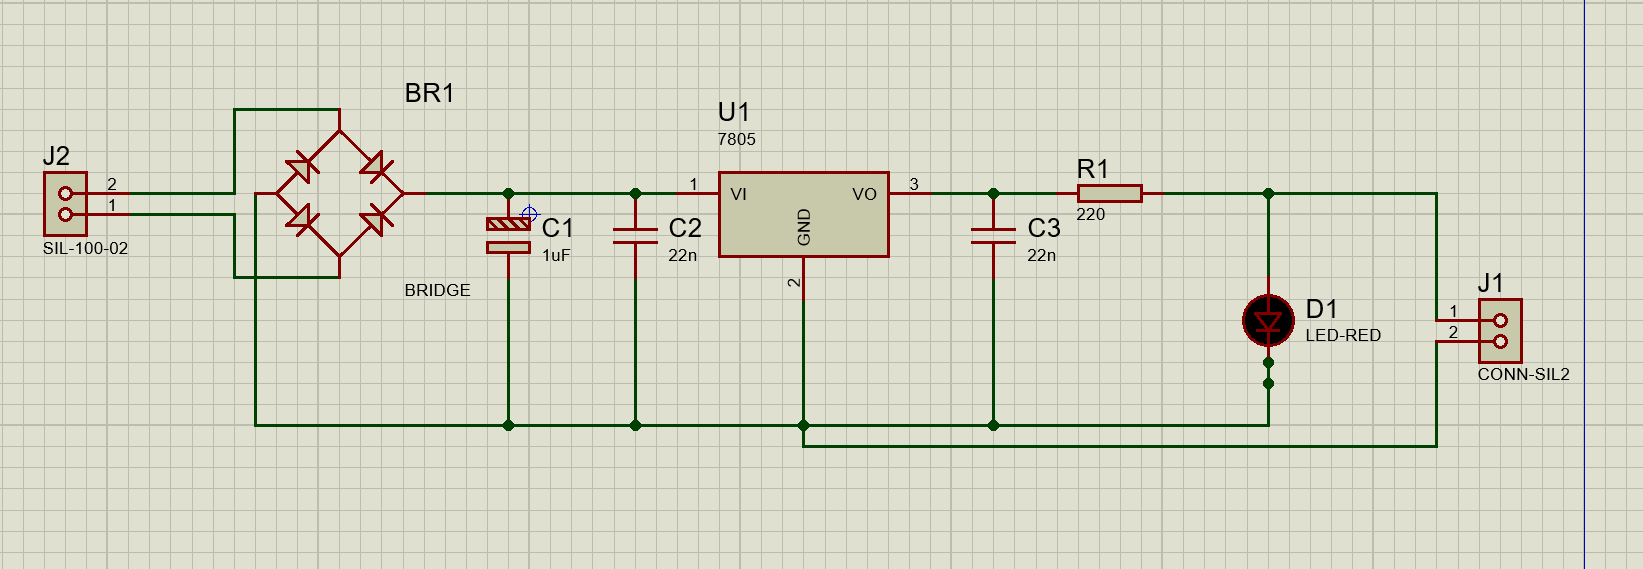 BR1
U1
7805
J2
2
1
SIL-100-02
1
VI
VO
3
GND
2
R1
220
C1
1uF
C2
22n
C3
22n
BRIDGE
D1
LED-RED
J1
1
2
CONN-SIL2